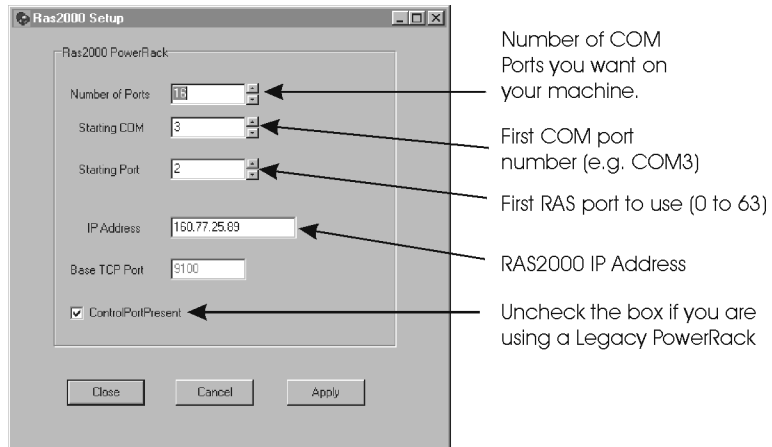 Ras2000 Setup
Ras2000 PowerRack
Number of Ports 16
Starting COM 3
Starting Port 2
IP Address 160.77.25.89
Base TCP Port 9100
ControlPortPresent
Close Cancel Apply
Number of COM
Ports you want on
your machine.
First COM port
number (e.g. COM3)
First RAS port to use (0 to 63)
RAS2000 IP Address
Uncheck the box if you are
using a Legacy PowerRack